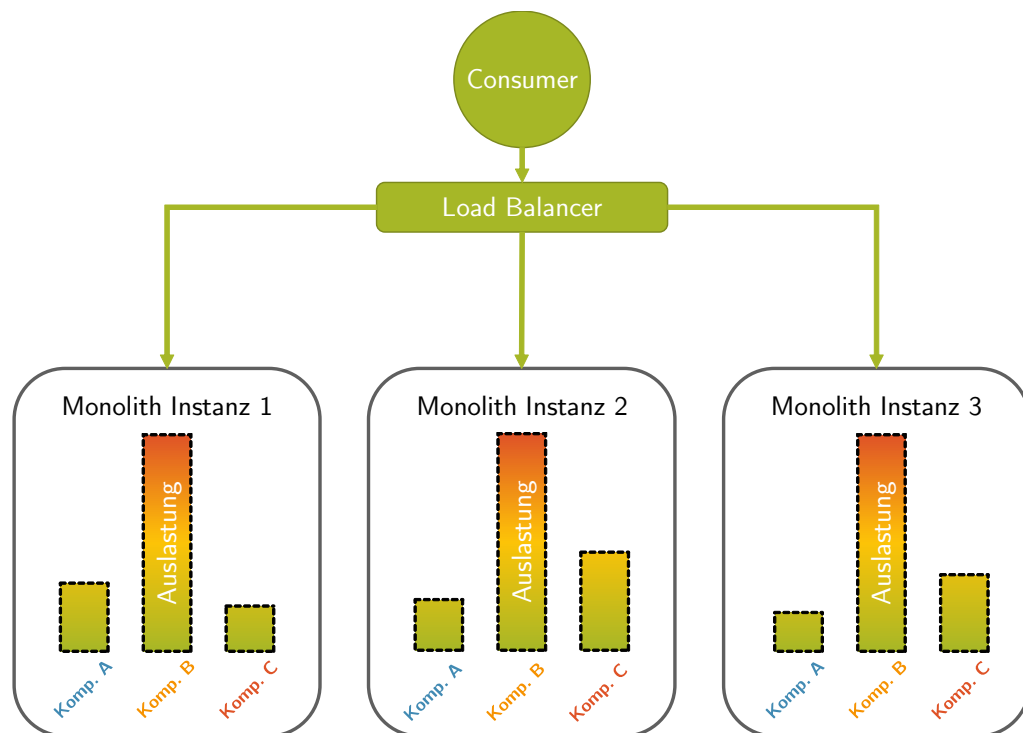 Consumer
Load Balancer
Monolith Instanz 1
Auslastung
Komp. A
Komp. B
Komp. C
Monolith Instanz 2
Auslastung
Komp. A
Komp. B
Komp. C
Monolith Instanz 3
Auslastung
Komp. A
Komp. B
Komp. C